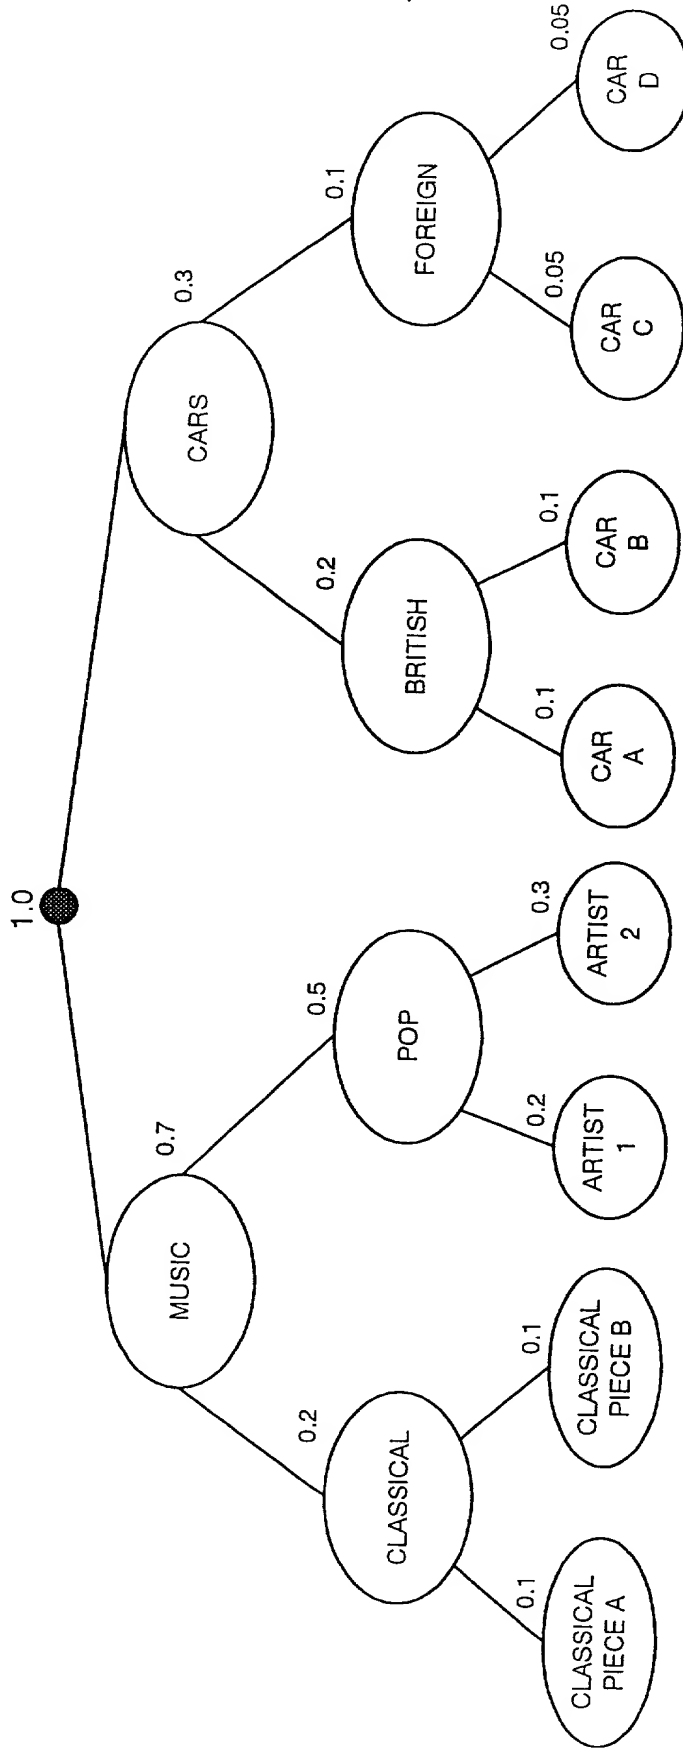 1.0
0.7
0.3
MUSIC
CARS
0.2
0.5
0.2
0.1
CLASSICAL
POP
BRITISH
FOREIGN
0.1
0.1
0.2
0.3
0.1
0.1
0.05
0.05
CLASSICAL
PIECE A
CLASSICAL
PIECE B
ARTIST
1
ARTIST
2
CAR
A
CAR
B
CAR
C
CAR
D